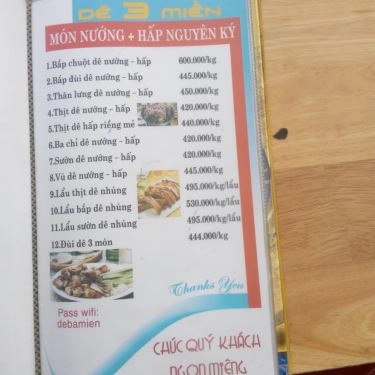 DÊ 3 MIỀN
MÓN NƯỚNG + HẤP NGUYÊN KÝ
1.Bắp chuột dê nướng - hấp 600.000/kg
2.Bắp đùi dê nướng - hấp 445.000/kg
3.Thăn lưng dê nướng - hấp 450.000/kg
4.Thịt dê nướng - hấp 420.000/kg
5.Thịt dê hấp riềng mẻ 440.000/kg
6.Ba chỉ dê nướng - hấp 420.000/kg
7.Sườn dê nướng - hấp 420.000/kg
8.Vú dê nướng - hấp 445.000/kg
9.Lẩu thịt dê nhúng 495.000/kg/lẩu
10.Lẩu bắp dê nhúng 530.000/kg/lẩu
11.Lẩu sườn dê nhúng 495.000/kg/lẩu
12.Đùi dê 3 món 444.000/kg
Thanks You
Pass wifi:
debamien
CHÚC QUÝ KHÁCH
NGON MIỆNG